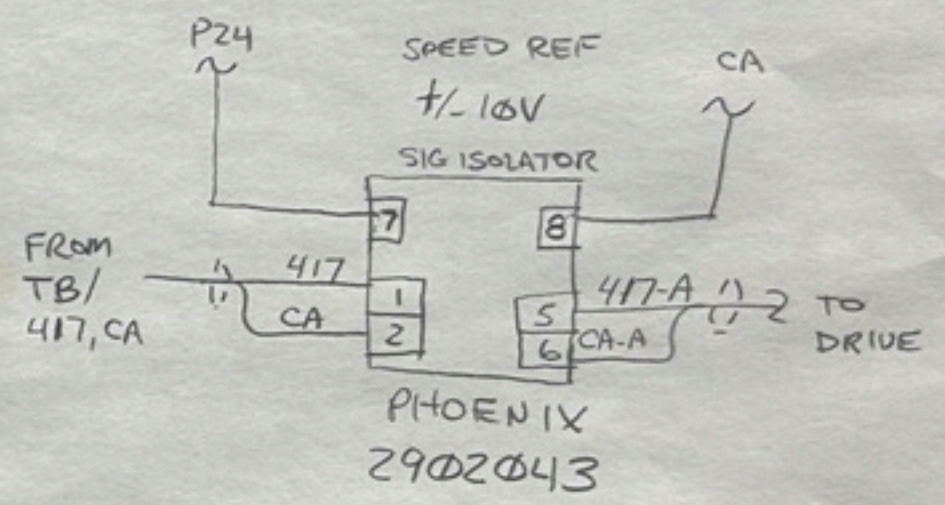 P24
SPEED REF
+/- 10V
CA
SIG ISOLATOR
7
8
FROM
TB/
417, CA
417
CA
1
2
5
6
417-A
CA-A
TO
DRIVE
PHOENIX
2902043